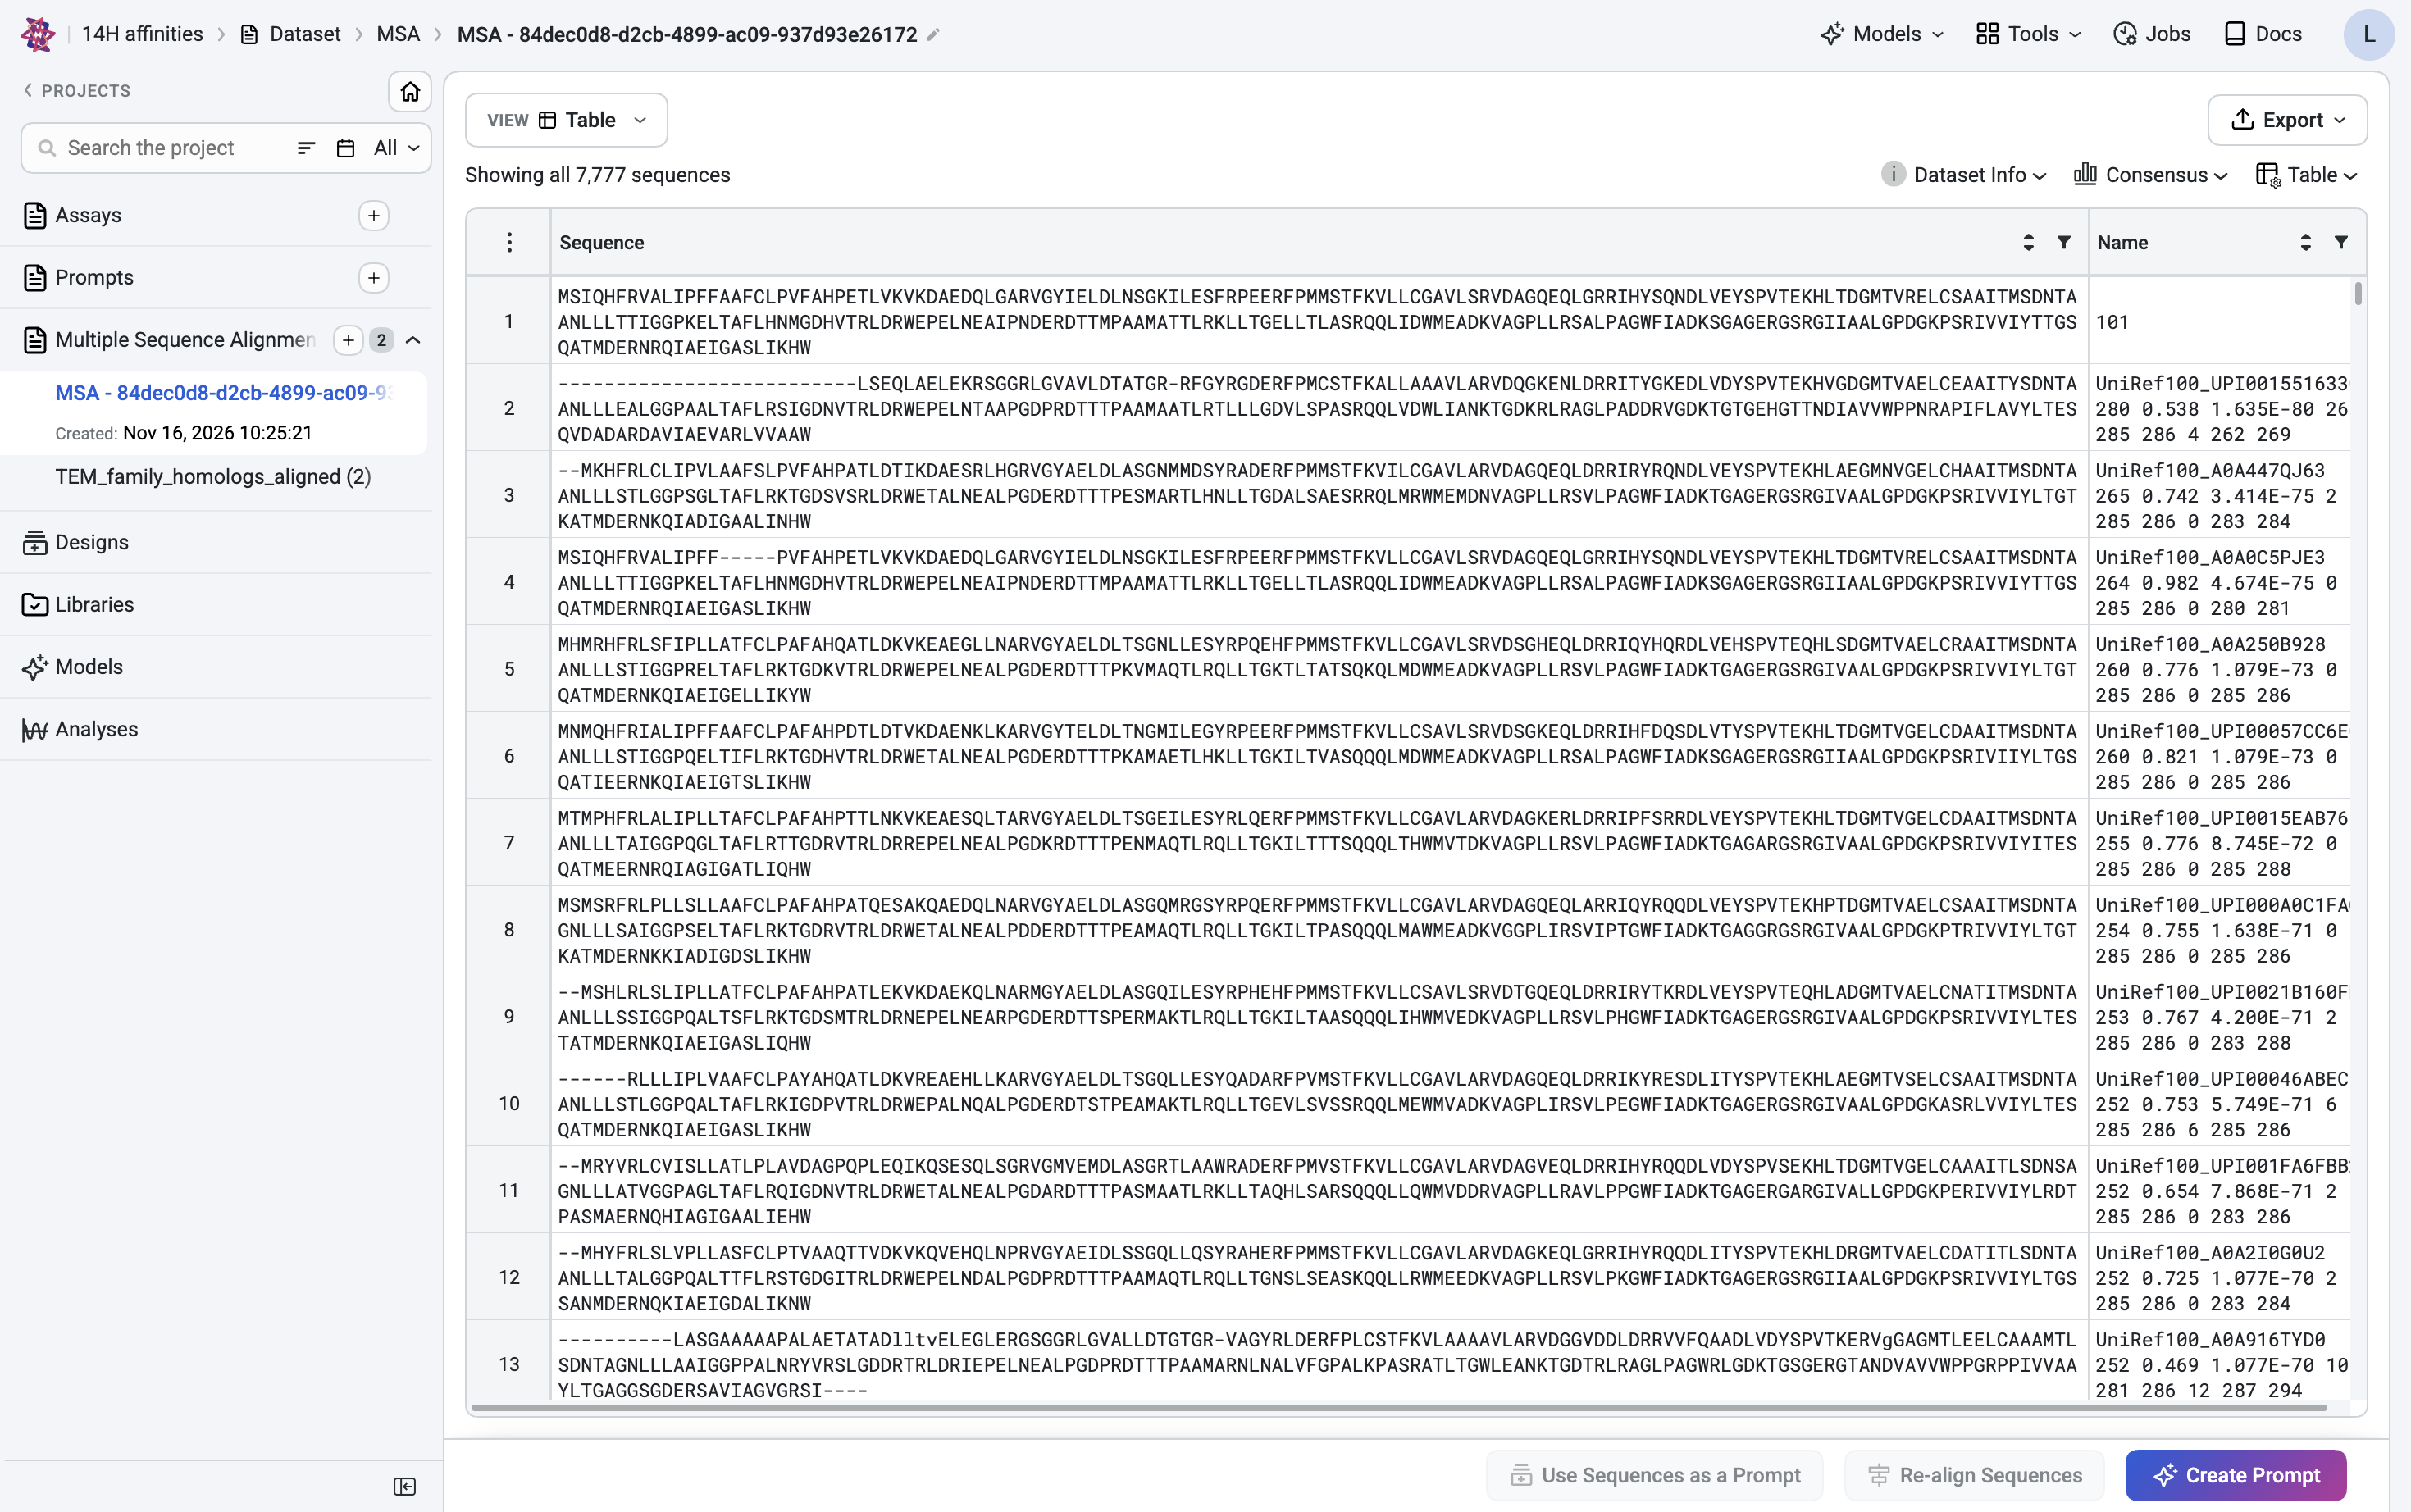 14H affinities
Dataset
MSA
MSA - 84dec0d8-d2cb-4899-ac09-937d93e26172
Models
Tools
Jobs
Docs
L
PROJECTS
Search the project
All
Assays
Prompts
Multiple Sequence Alignmen
2
MSA - 84dec0d8-d2cb-4899-ac09-93
Created: Nov 16, 2026 10:25:21
TEM_family_homologs_aligned (2)
Designs
Libraries
Models
Analyses
VIEW Table
Export
Showing all 7,777 sequences
Dataset Info
Consensus
Table
Sequence
Name
1
MSIQHFRVALIPFFAAFCLPVFAHPETLVKVKDAEDQLGARVGYIELDLNSGKILESFRPEERFPMMSTFKVLLCGAVLSRVDAGQEQLGRRIHYSQNDLVEYSPVTEKHLTDGMTVRELCSAAITMSDNTA
ANLLLTTIGGPKELTAFLHNMGDHVTRLDRWEPELNEAIPNDERDTTMPAAMATTLRKLLTGELLTLASRQQLIDWMEADKVAGPLLRSALPAGWFIADKSGAGERGSRGIIAALGPDGKPSRIVVIYTTGS
QATMDERNRQIAEIGASLIKHW
101
2
--------------------------LSEQLAELEKRSGGRLGVAVLDTATGR-RFGYRGDERFPMCSTFKALLAAAVLARVDQGKENLDRRITYGKEDLVDYSPVTEKHVGDGMTVAELCEAAITYSDNTA
ANLLLEALGGPAALTAFLRSIGDNVTRLDRWEPELNTAAPGDPRDTTTPAAMAATLRTLLLGDVLSPASRQQLVDWLIANKTGDKRLRAGLPADDRVGDKTGTGEHGTTNDIAVVWPPNRAPIFLAVYLTES
QVDADARDAVIAEVARLVVAAW
UniRef100_UPI001551633
280 0.538 1.635E-80 26
285 286 4 262 269
3
--MKHFRLCLIPVLAAFSLPVFAHPATLDTIKDAESRLHGRVGYAELDLASGNMMDSYRADERFPMMSTFKVILCGAVLARVDAGQEQLDRRIRYRQNDLVEYSPVTEKHLAEGMNVGELCHAAITMSDNTA
ANLLLSTLGGPSGLTAFLRKTGDSVSRLDRWETALNEALPGDERDTTTPESMARTLHNLLTGDALSAESRRQLMRWMEMDNVAGPLLRSVLPAGWFIADKTGAGERGSRGIVAALGPDGKPSRIVVIYLTGT
KATMDERNKQIADIGAALINHW
UniRef100_A0A447QJ63
265 0.742 3.414E-75 2
285 286 0 283 284
4
MSIQHFRVALIPFF-----PVFAHPETLVKVKDAEDQLGARVGYIELDLNSGKILESFRPEERFPMMSTFKVLLCGAVLSRVDAGQEQLGRRIHYSQNDLVEYSPVTEKHLTDGMTVRELCSAAITMSDNTA
ANLLLTTIGGPKELTAFLHNMGDHVTRLDRWEPELNEAIPNDERDTTMPAAMATTLRKLLTGELLTLASRQQLIDWMEADKVAGPLLRSALPAGWFIADKSGAGERGSRGIIAALGPDGKPSRIVVIYTTGS
QATMDERNRQIAEIGASLIKHW
UniRef100_A0A0C5PJE3
264 0.982 4.674E-75 0
285 286 0 280 281
5
MHMRHFRLSFIPLLATFCLPAFAHQATLDKVKEAEGLLNARVGYAELDLTSGNLLESYRPQEHFPMMSTFKVLLCGAVLSRVDSGHEQLDRRIQYHQRDLVEHSPVTEQHLSDGMTVAELCRAAITMSDNTA
ANLLLSTIGGPRELTAFLRKTGDKVTRLDRWEPELNEALPGDERDTTTPKVMAQTLRQLLTGKTLTATSQKQLMDWMEADKVAGPLLRSVLPAGWFIADKTGAGERGSRGIVAALGPDGKPSRIVVIYLTGT
QATMDERNKQIAEIGELLIKYW
UniRef100_A0A250B928
260 0.776 1.079E-73 0
285 286 0 285 286
6
MNMQHFRIALIPFFAAFCLPAFAHPDTLDTVKDAENKLKARVGYTELDLTNGMILEGYRPEERFPMMSTFKVLLCSAVLSRVDSGKEQLDRRIHFDQSDLVTYSPVTEKHLTDGMTVGELCDAAITMSDNTA
ANLLLSTIGGPQELTIFLRKTGDHVTRLDRWETALNEALPGDERDTTTPKAMAETLHKLLTGKILTVASQQQLMDWMEADKVAGPLLRSALPAGWFIADKSGAGERGSRGIIAALGPDGKPSRIVIIYLTGS
QATIEERNKQIAEIGTSLIKHW
UniRef100_UPI00057CC6E
260 0.821 1.079E-73 0
285 286 0 285 286
7
MTMPHFRLALIPLLTAFCLPAFAHPTTLNKVKEAESQLTARVGYAELDLTSGEILESYRLQERFPMMSTFKVLLCGAVLARVDAGKERLDRRIPFSRRDLVEYSPVTEKHLTDGMTVGELCDAAITMSDNTA
ANLLLTAIGGPQGLTAFLRTTGDRVTRLDRREPELNEALPGDKRDTTTPENMAQTLRQLLTGKILTTTSQQQLTHWMVTDKVAGPLLRSVLPAGWFIADKTGAGARGSRGIVAALGPDGKPSRIVVIYITES
QATMEERNRQIAGIGATLIQHW
UniRef100_UPI0015EAB76
255 0.776 8.745E-72 0
285 286 0 285 288
8
MSMSRFRLPLLSLLAAFCLPAFAHPATQESAKQAEDQLNARVGYAELDLASGQMRGSYRPQERFPMMSTFKVLLCGAVLARVDAGQEQLARRIQYRQQDLVEYSPVTEKHPTDGMTVAELCSAAITMSDNTA
GNLLLSAIGGPSELTAFLRKTGDRVTRLDRWETALNEALPDDERDTTTPEAMAQTLRQLLTGKILTPASQQQLMAWMEADKVGGPLIRSVIPTGWFIADKTGAGGRGSRGIVAALGPDGKPTRIVVIYLTGT
KATMDERNKKIADIGDSLIKHW
UniRef100_UPI000A0C1FA
254 0.755 1.638E-71 0
285 286 0 285 286
9
--MSHLRLSLIPLLATFCLPAFAHPATLEKVKDAEKQLNARMGYAELDLASGQILESYRPHEHFPMMSTFKVLLCSAVLSRVDTGQEQLDRRIRYTKRDLVEYSPVTEQHLADGMTVAELCNATITMSDNTA
ANLLLSSIGGPQALTSFLRKTGDSMTRLDRNEPELNEARPGDERDTTSPERMAKTLRQLLTGKILTAASQQQLIHWMVEDKVAGPLLRSVLPHGWFIADKTGAGERGSRGIVAALGPDGKPSRIVVIYLTES
TATMDERNKQIAEIGASLIQHW
UniRef100_UPI0021B160F
253 0.767 4.200E-71 2
285 286 0 283 288
10
------RLLLIPLVAAFCLPAYAHQATLDKVREAEHLLKARVGYAELDLTSGQLLESYQADARFPVMSTFKVLLCGAVLARVDAGQEQLDRRIKYRESDLITYSPVTEKHLAEGMTVSELCSAAITMSDNTA
ANLLLSTLGGPQALTAFLRKIGDPVTRLDRWEPALNQALPGDERDTSTPEAMAKTLRQLLTGEVLSVSSRQQLMEWMVADKVAGPLIRSVLPEGWFIADKTGAGERGSRGIVAALGPDGKASRLVVIYLTES
QATMDERNKQIAEIGASLIKHW
UniRef100_UPI00046ABEC
252 0.753 5.749E-71 6
285 286 6 285 286
11
--MRYVRLCVISLLATLPLAVDAGPQPLEQIKQSESQLSGRVGMVEMDLASGRTLAAWRADERFPMVSTFKVLLCGAVLARVDAGVEQLDRRIHYRQQDLVDYSPVSEKHLTDGMTVGELCAAAITLSDNSA
GNLLLATVGGPAGLTAFLRQIGDNVTRLDRWETALNEALPGDARDTTTPASMAATLRKLLTAQHLSARSQQQLLQWMVDDRVAGPLLRAVLPPGWFIADKTGAGERGARGIVALLGPDGKPERIVVIYLRDT
PASMAERNQHIAGIGAALIEHW
UniRef100_UPI001FA6FBB
252 0.654 7.868E-71 2
285 286 0 283 286
12
--MHYFRLSLVPLLASFCLPTVAAQTTVDKVKQVEHQLNPRVGYAEIDLSSGQLLQSYRAHERFPMMSTFKVLLCGAVLARVDAGKEQLGRRIHYRQQDLITYSPVTEKHLDRGMTVAELCDATITLSDNTA
ANLLLTALGGPQALTTFLRSTGDGITRLDRWEPELNDALPGDPRDTTTPAAMAQTLRQLLTGNSLSEASKQQLLRWMEEDKVAGPLLRSVLPKGWFIADKTGAGERGSRGIIAALGPDGKPSRIVVIYLTGS
SANMDERNQKIAEIGDALIKNW
UniRef100_A0A2I0G0U2
252 0.725 1.077E-70 2
285 286 0 283 284
13
----------LASGAAAAAPALAETATADlltvELEGLERGSGGRLGVALLDTGTGR-VAGYRLDERFPLCSTFKVLAAAAVLARVDGGVDDLDRRVVFQAADLVDYSPVTKERVgGAGMTLEELCAAAMTL
SDNTAGNLLLAAIGGPPALNRYVRSLGDDRTRLDRIEPELNEALPGDPRDTTTPAAMARNLNALVFGPALKPASRATLTGWLEANKTGDTRLRAGLPAGWRLGDKTGSGERGTANDVAVVWPPGRPPIVVAA
YLTGAGGSGDERSAVIAGVGRSI----
UniRef100_A0A916TYD0
252 0.469 1.077E-70 10
281 286 12 287 294
Use Sequences as a Prompt
Re-align Sequences
Create Prompt